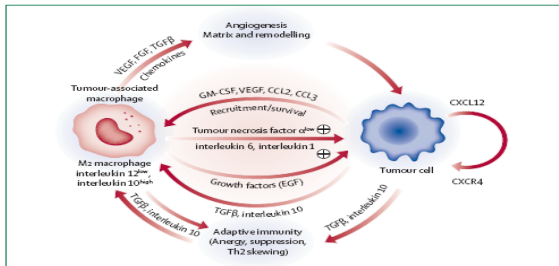 Angiogenesis
Matrix and remodelling
VEGF, FGF, TGFβ
Chemokines
Tumour-associated
macrophage
GM-CSF, VEGF, CCL2, CCL3
Recruitment/survival
CXCL12
Tumour necrosis factor αlow ⊕
interleukin 6, interleukin 1
⊕
M2 macrophage
interleukin 12low,
interleukin 10high
Tumour cell
Growth factors (EGF)
CXCR4
TGFβ, interleukin 10
TGFβ, interleukin 10
TGFβ, interleukin 10
Adaptive immunity
(Anergy, suppression,
Th2 skewing)